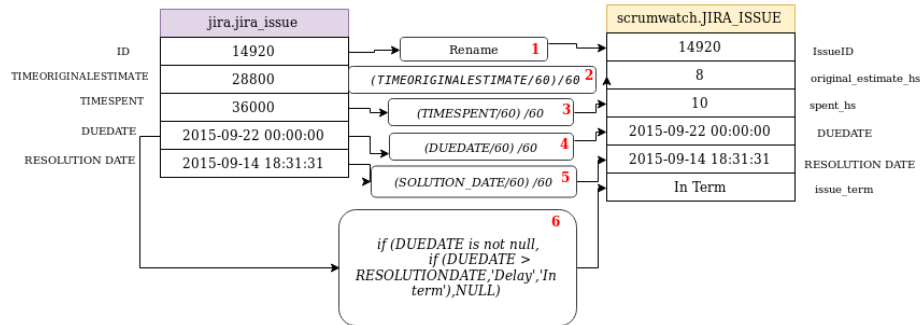 jira.jira_issue
scrumwatch.JIRA_ISSUE
ID
14920
Rename
1
14920
IssueID
TIMEORIGINALESTIMATE
28800
(TIMEORIGINALESTIMATE/60)/60
2
8
original_estimate_hs
TIMESPENT
36000
(TIMESPENT/60) /60
3
10
spent_hs
DUEDATE
2015-09-22 00:00:00
(DUEDATE/60) /60
4
2015-09-22 00:00:00
DUEDATE
RESOLUTION DATE
2015-09-14 18:31:31
(SOLUTION_DATE/60) /60
5
2015-09-14 18:31:31
RESOLUTION DATE
In Term
issue_term
6
if (DUEDATE is not null,
if (DUEDATE >
RESOLUTIONDATE,'Delay','In
term'),NULL)